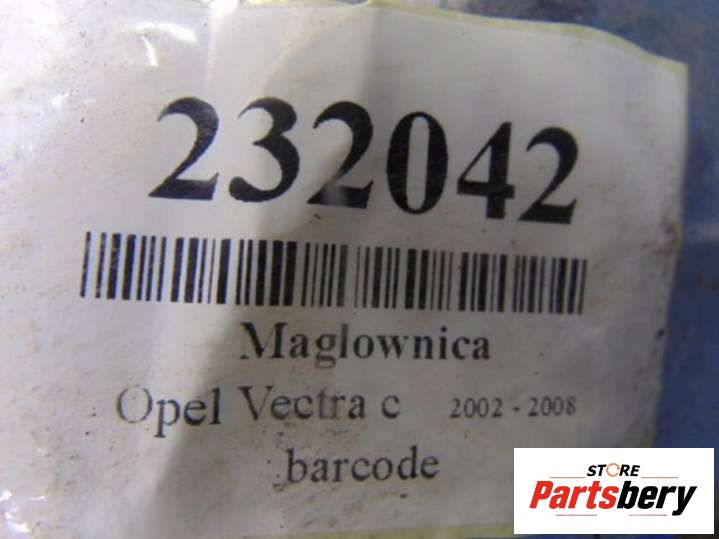 232042
Maglownica
Opel Vectra c 2002 - 2008
barcode
STORE
Partsbery